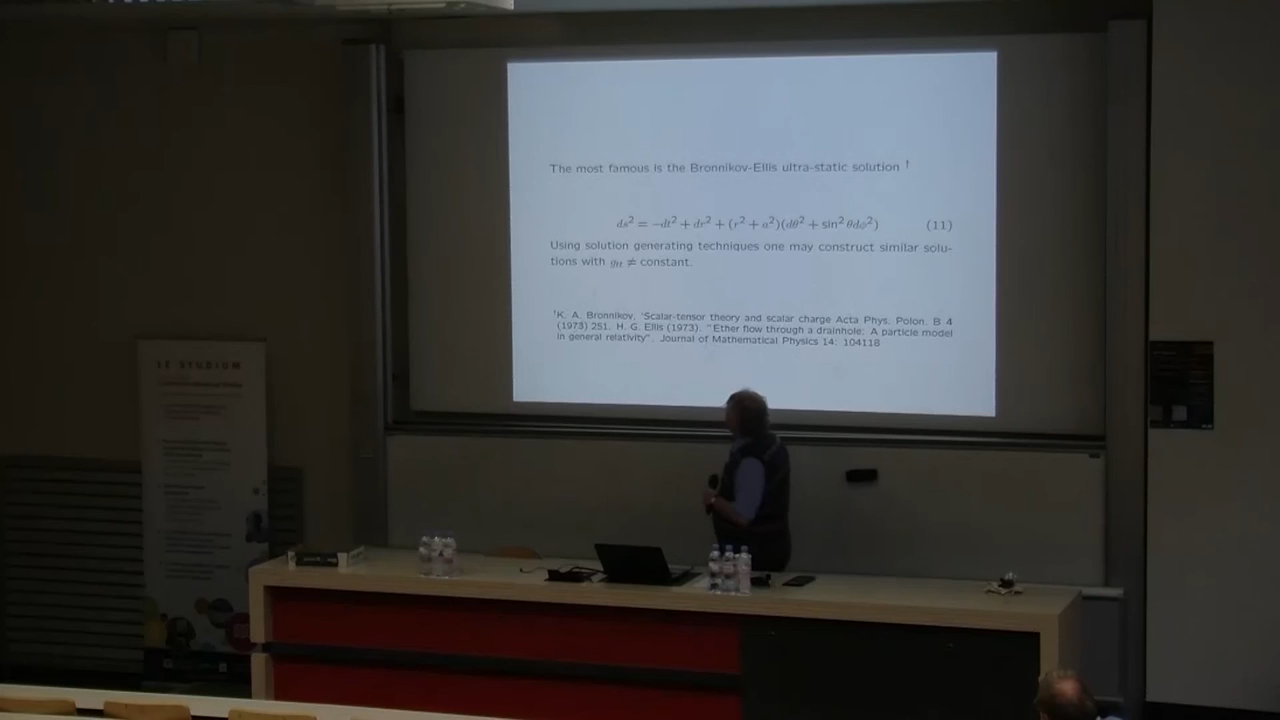 The most famous is the Bronnikov-Ellis ultra-static solution †
ds² = −dt² + dr² + (r² + a²)(dθ² + sin² θdφ²) (11)
Using solution generating techniques one may construct similar solu-
tions with gtt ≠ constant.
†K. A. Bronnikov, 'Scalar-tensor theory and scalar charge Acta Phys. Polon. B 4
(1973) 251. H. G. Ellis (1973). "Ether flow through a drainhole: A particle model
in general relativity". Journal of Mathematical Physics 14: 104118
LE STUDIUM